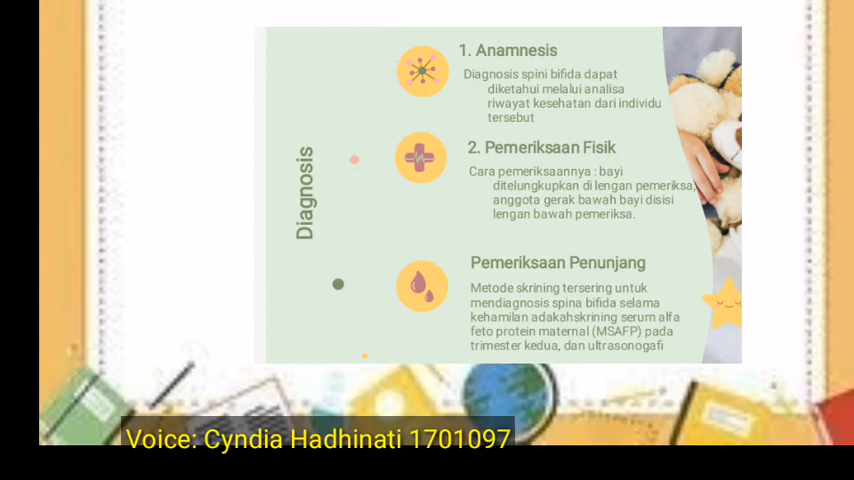 Diagnosis
1. Anamnesis
Diagnosis spini bifida dapat
diketahui melalui analisa
riwayat kesehatan dari individu
tersebut
2. Pemeriksaan Fisik
Cara pemeriksaannya : bayi
ditelungkupkan di lengan pemeriksa,
anggota gerak bawah bayi disisi
lengan bawah pemeriksa.
Pemeriksaan Penunjang
Metode skrining tersering untuk
mendiagnosis spina bifida selama
kehamilan adakahskrining serum alfa
feto protein maternal (MSAFP) pada
trimester kedua, dan ultrasonogafi
Voice: Cyndia Hadhinati 1701097